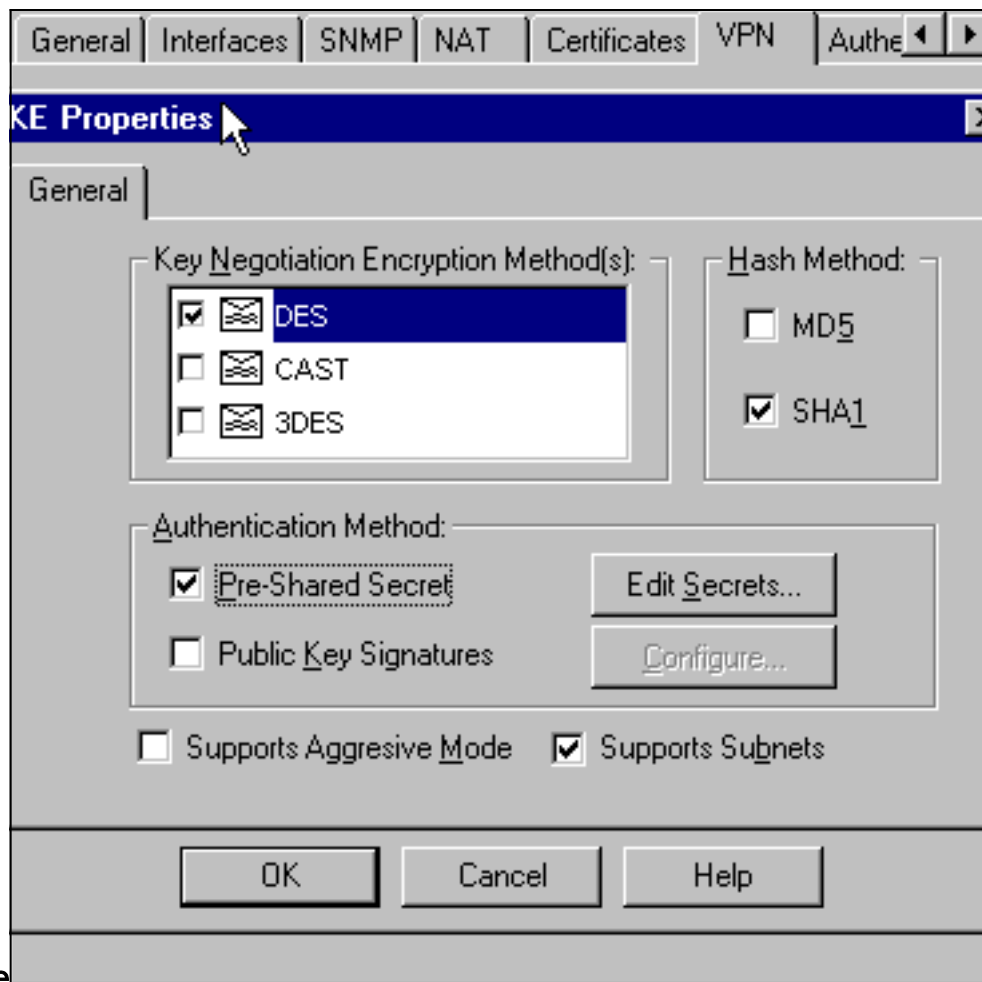 General Interfaces SNMP NAT Certificates VPN Authe
KE Properties
General
Key Negotiation Encryption Method(s):
DES
CAST
3DES
Hash Method:
MD5
SHA1
Authentication Method:
Pre-Shared Secret
Edit Secrets...
Public Key Signatures
Configure...
Supports Aggresive Mode
Supports Subnets
OK Cancel Help
e